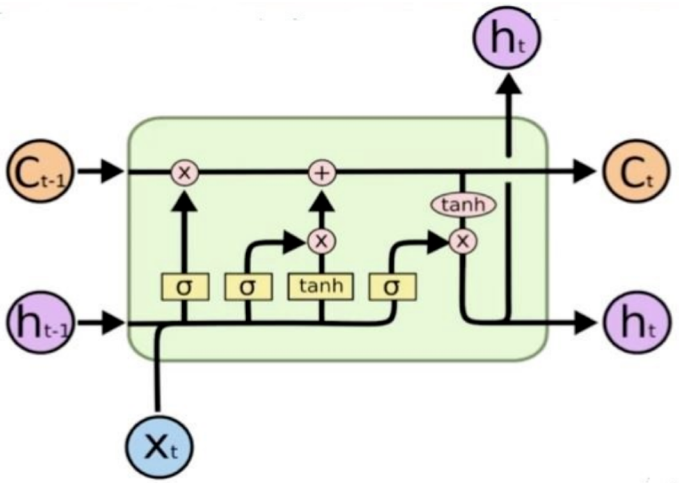 hₜ
Cₜ₋₁
x
+
Cₜ
tanh
x
x
σ
σ
tanh
σ
hₜ₋₁
hₜ
xₜ